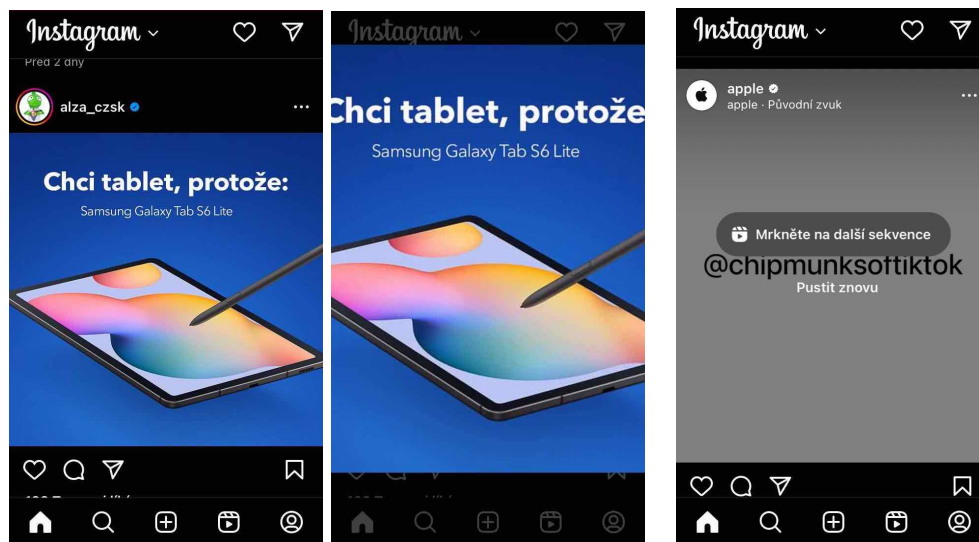 Instagram
Před 2 dny
alza_czsk
Chci tablet, protože:
Samsung Galaxy Tab S6 Lite
Instagram
Chci tablet, protože
Samsung Galaxy Tab S6 Lite
Instagram
apple
apple · Původní zvuk
Mrkněte na další sekvence
@chipmunksoftiktok
Pustit znovu